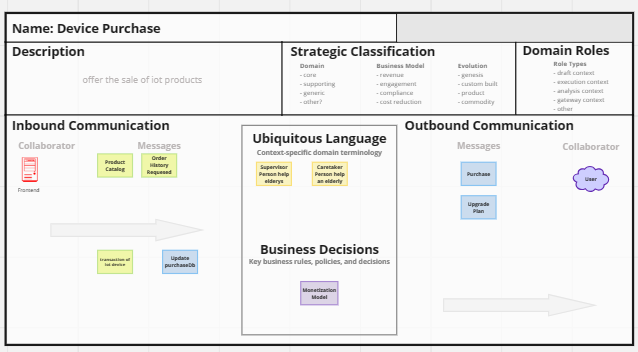 Name: Device Purchase
Description
offer the sale of iot products
Strategic Classification
Domain
- core
- supporting
- generic
- other?
Business Model
- revenue
- engagement
- compliance
- cost reduction
Evolution
- genesis
- custom built
- product
- commodity
Domain Roles
Role Types
- draft context
- execution context
- analysis context
- gateway context
- other
Inbound Communication
Collaborator
Messages
Frontend
Product
Catalog
Order
History
Requesed
transaction of
iot device
Update
purchaseDb
Ubiquitous Language
Context-specific domain terminology
Supervisor
Person help
elderys
Caretaker
Person help
an elderly
Business Decisions
Key business rules, policies, and decisions
Monetization
Model
Outbound Communication
Messages
Collaborator
Purchase
Upgrade
Plan
User